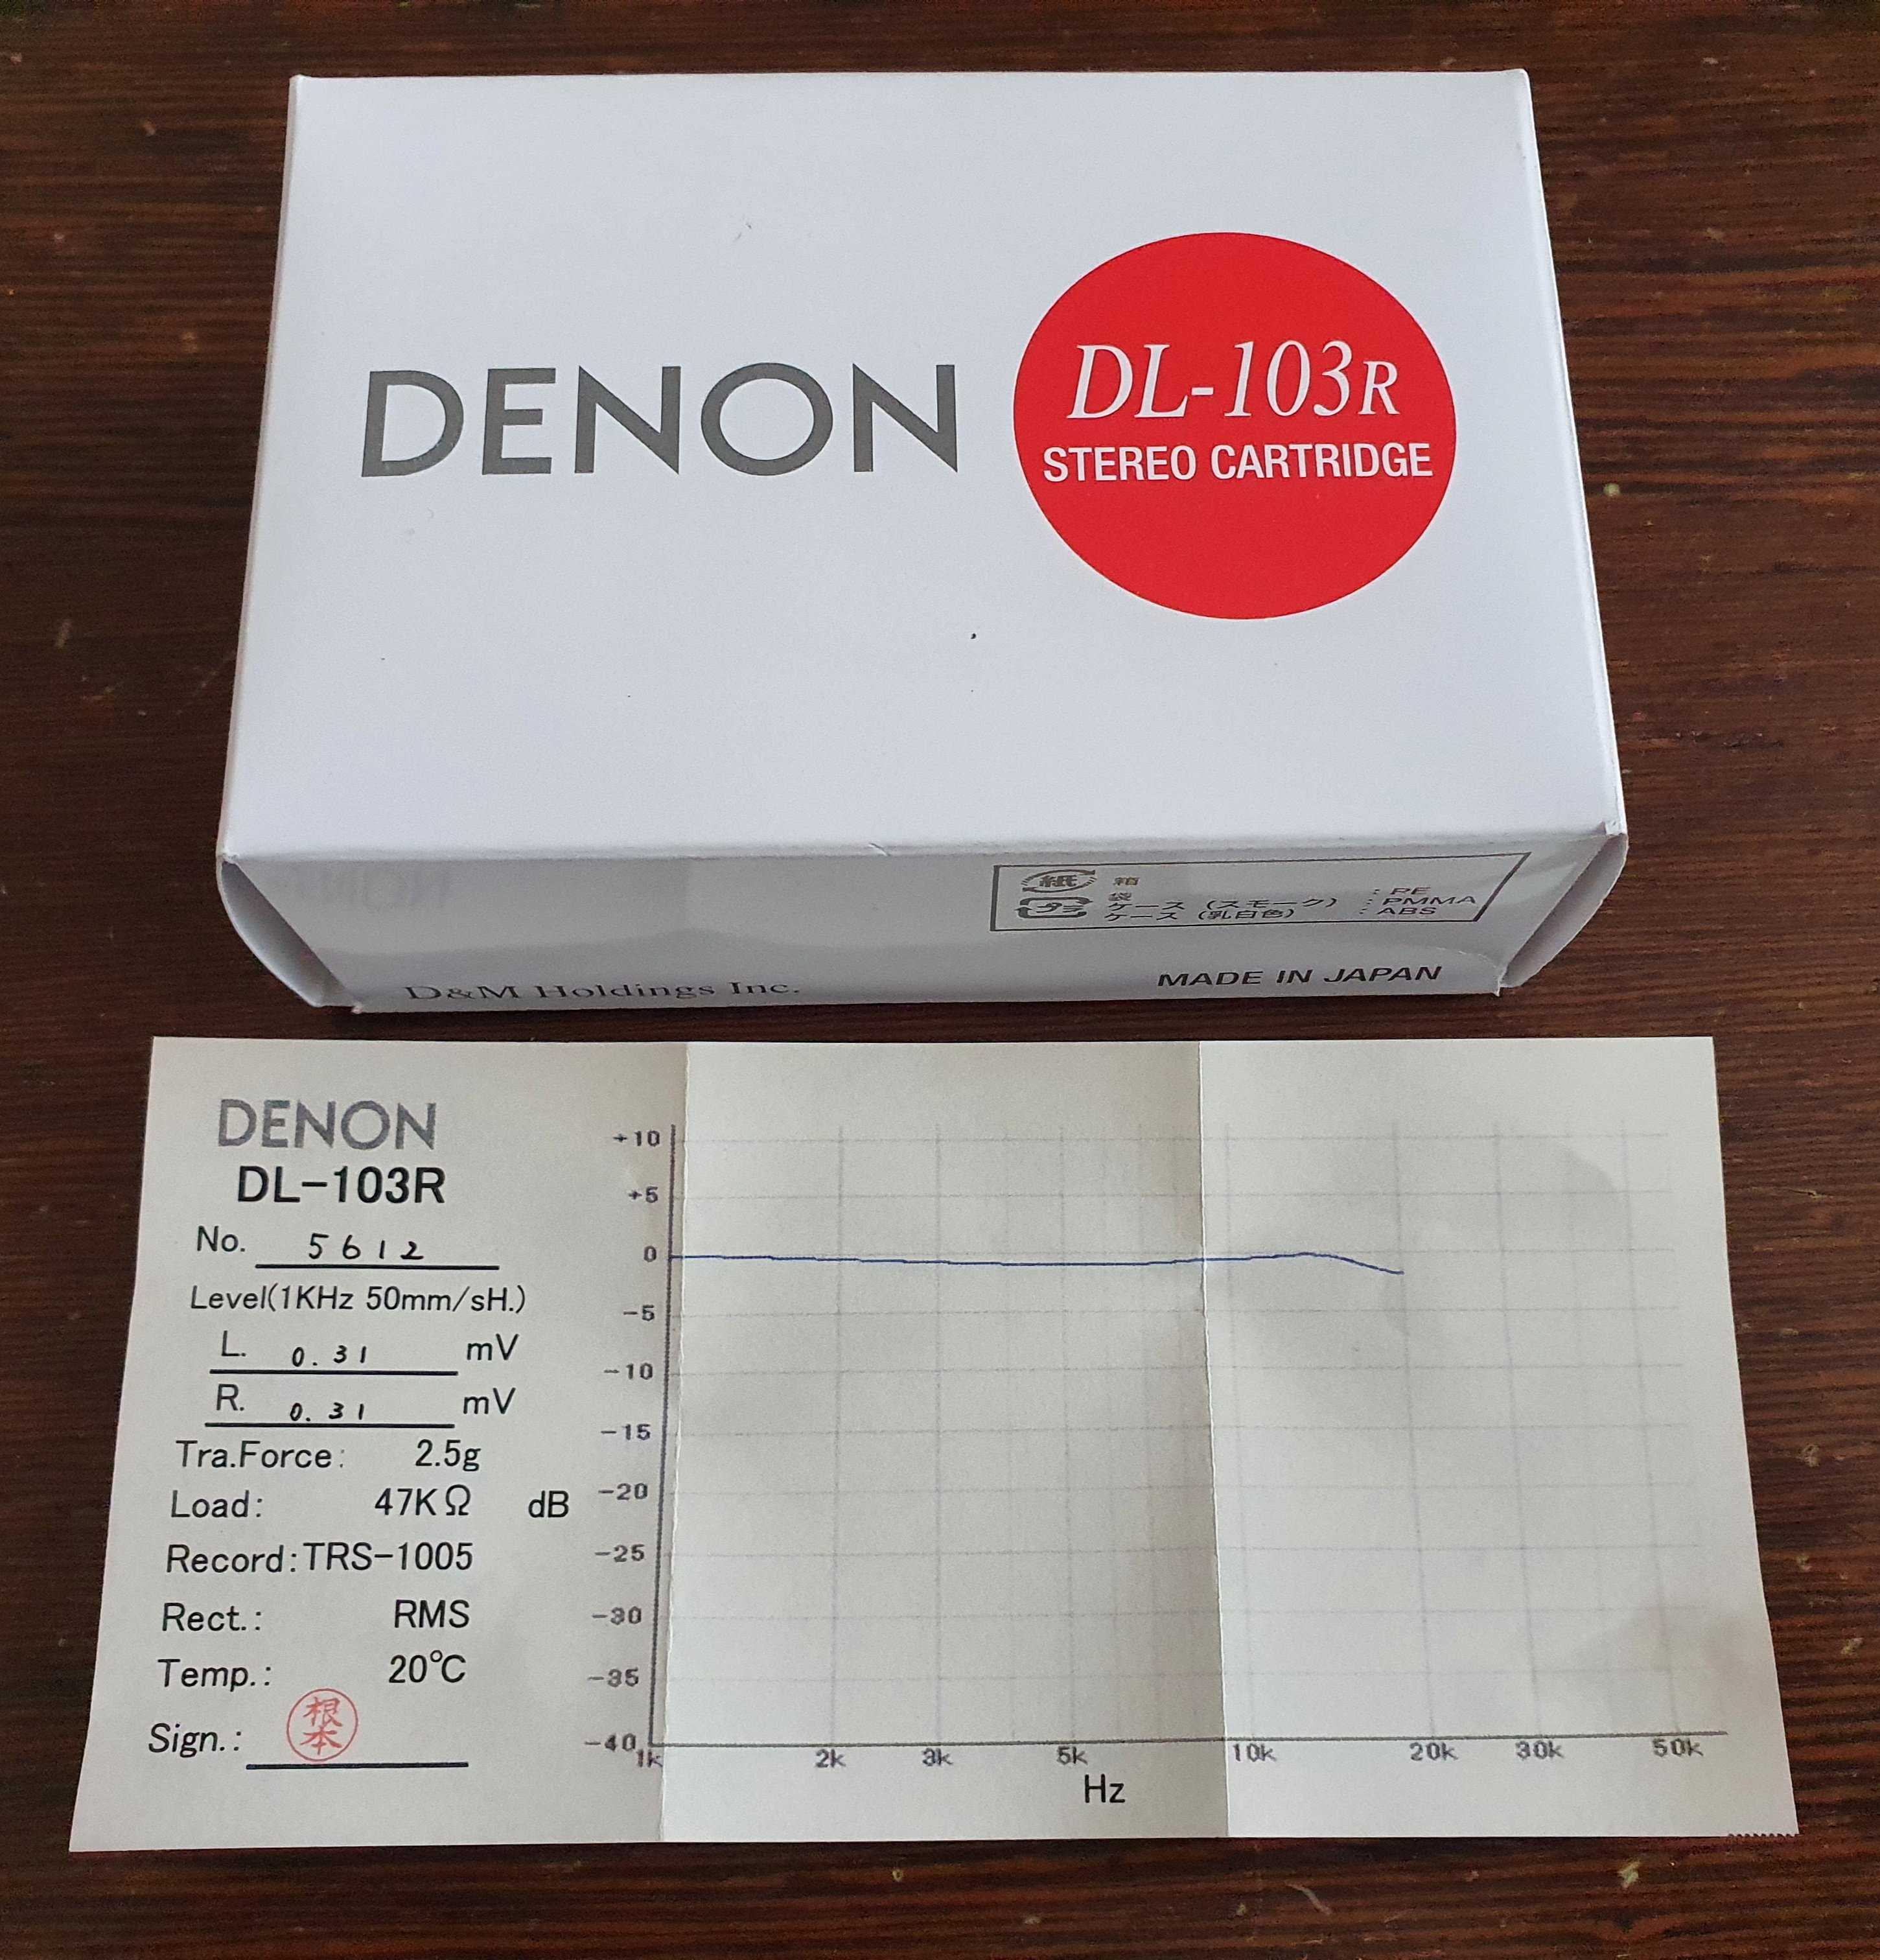 DENON
DL-103R
STEREO CARTRIDGE
紙 箱
プラ 袋 : PE
ケース (スモーク) : PMMA
ケース (乳白色) : ABS
D&M Holdings Inc.
MADE IN JAPAN
DENON
DL-103R
No. 5612
Level(1KHz 50mm/sH.)
L. 0.31 mV
R. 0.31 mV
Tra.Force: 2.5g
Load: 47KΩ
Record:TRS-1005
Rect.: RMS
Temp.: 20℃
Sign.: 根本
dB
+10
+5
0
-5
-10
-15
-20
-25
-30
-35
-40
1k 2k 3k 5k 10k 20k 30k 50k
Hz